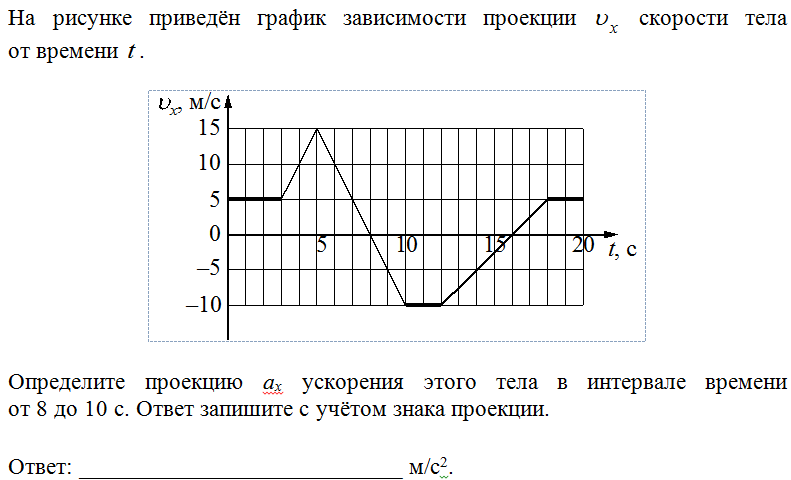 На рисунке приведён график зависимости проекции υₓ скорости тела
от времени t.
υₓ, м/с
15
10
5
0
–5
–10
5 10 15 20
t, с
Определите проекцию aₓ ускорения этого тела в интервале времени
от 8 до 10 с. Ответ запишите с учётом знака проекции.
Ответ: ____________________________ м/с².